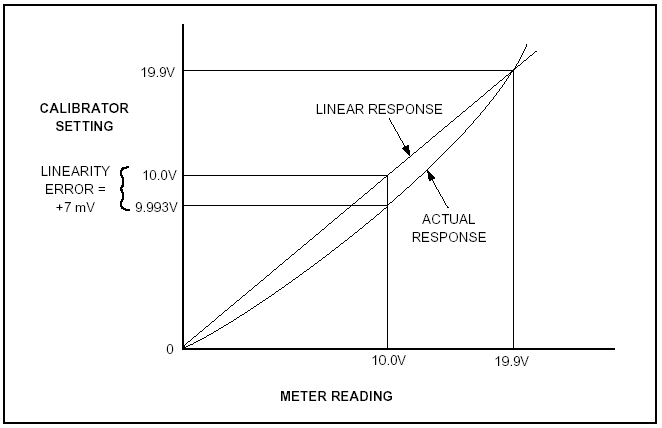 19.9V
CALIBRATOR
SETTING
LINEAR RESPONSE
LINEARITY
ERROR =
+7 mV
10.0V
9.993V
ACTUAL
RESPONSE
0
10.0V
19.9V
METER READING